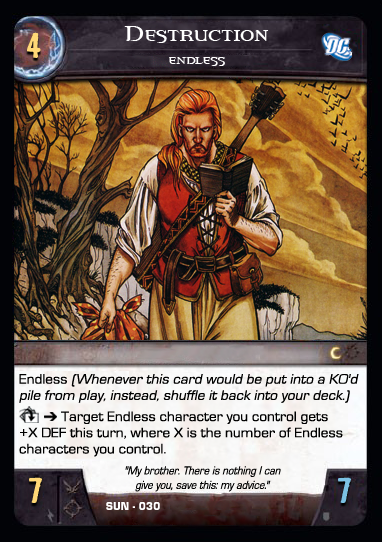 4
DESTRUCTION
DC
ENDLESS
C
Endless (Whenever this card would be put into a KO'd
pile from play, instead, shuffle it back into your deck.)
➔ Target Endless character you control gets
+X DEF this turn, where X is the number of Endless
characters you control.
"My brother. There is nothing I can
give you, save this: my advice."
7
SUN · 030
7